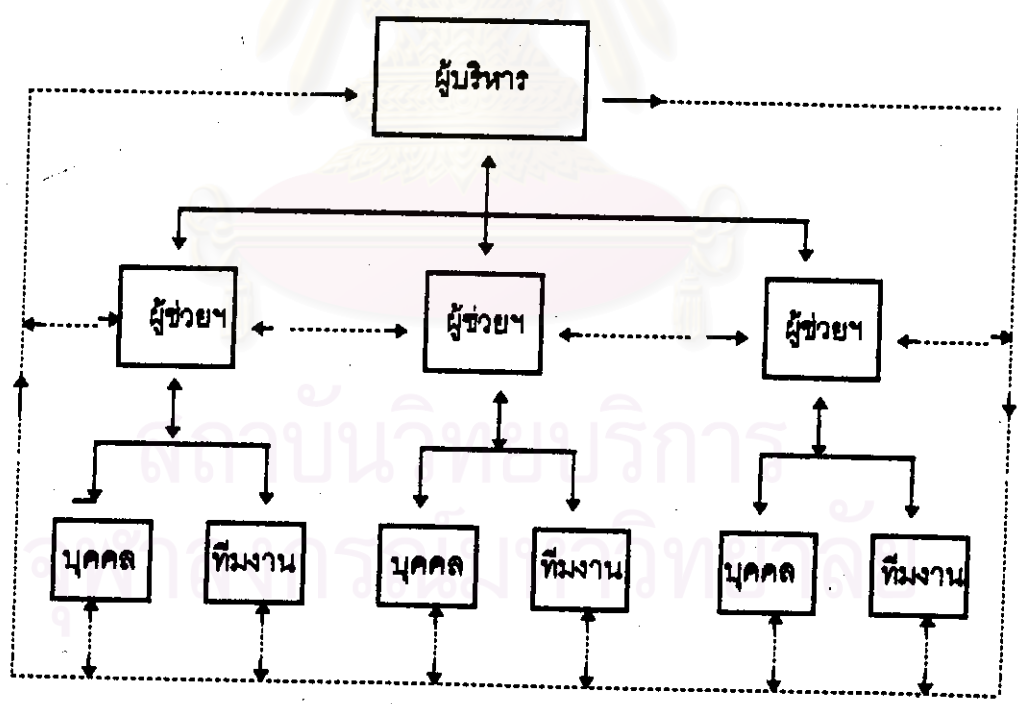 ผู้บริหาร
ผู้ช่วยฯ
ผู้ช่วยฯ
ผู้ช่วยฯ
บุคคล
ทีมงาน
บุคคล
ทีมงาน
บุคคล
ทีมงาน
สถาบันวิทยบริการ
จุฬาลงกรณ์มหาวิทยาลัย